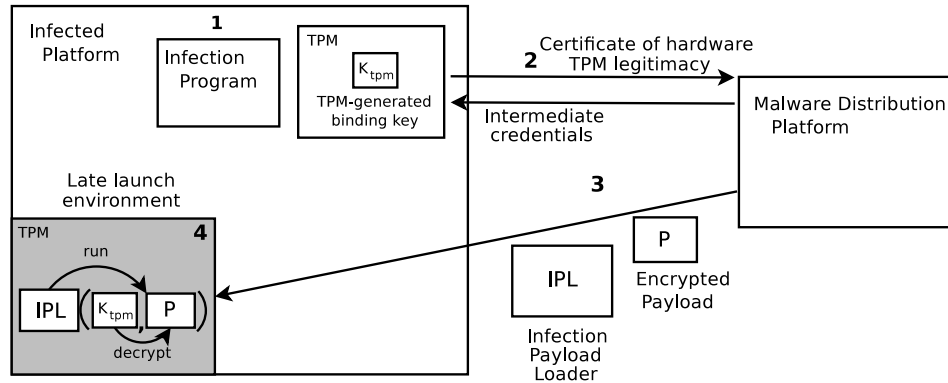 Infected
Platform
1
Infection
Program
TPM
Ktpm
TPM-generated
binding key
2
Certificate of hardware
TPM legitimacy
Intermediate
credentials
Malware Distribution
Platform
3
Late launch
environment
TPM
4
run
IPL
(
Ktpm
,
P
)
decrypt
IPL
Infection
Payload
Loader
P
Encrypted
Payload